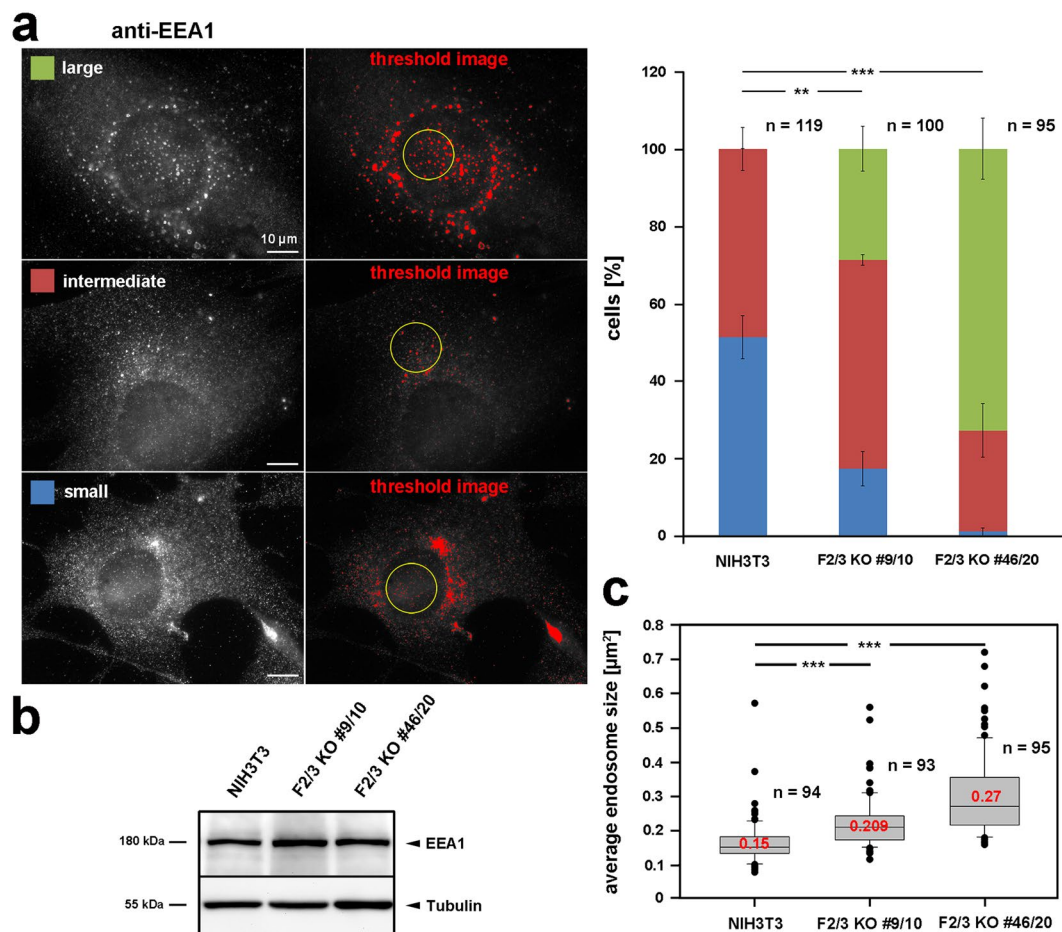 a
anti-EEA1
large
threshold image
10 µm
intermediate
threshold image
small
threshold image
cells [%]
120
100
80
60
40
20
0
***
**
n = 119
n = 100
n = 95
NIH3T3
F2/3 KO #9/10
F2/3 KO #46/20
b
NIH3T3
F2/3 KO #9/10
F2/3 KO #46/20
180 kDa
EEA1
55 kDa
Tubulin
c
average endosome size [µm²]
0.8
0.7
0.6
0.5
0.4
0.3
0.2
0.1
0
***
***
n = 94
n = 93
n = 95
0.15
0.209
0.27
NIH3T3
F2/3 KO #9/10
F2/3 KO #46/20